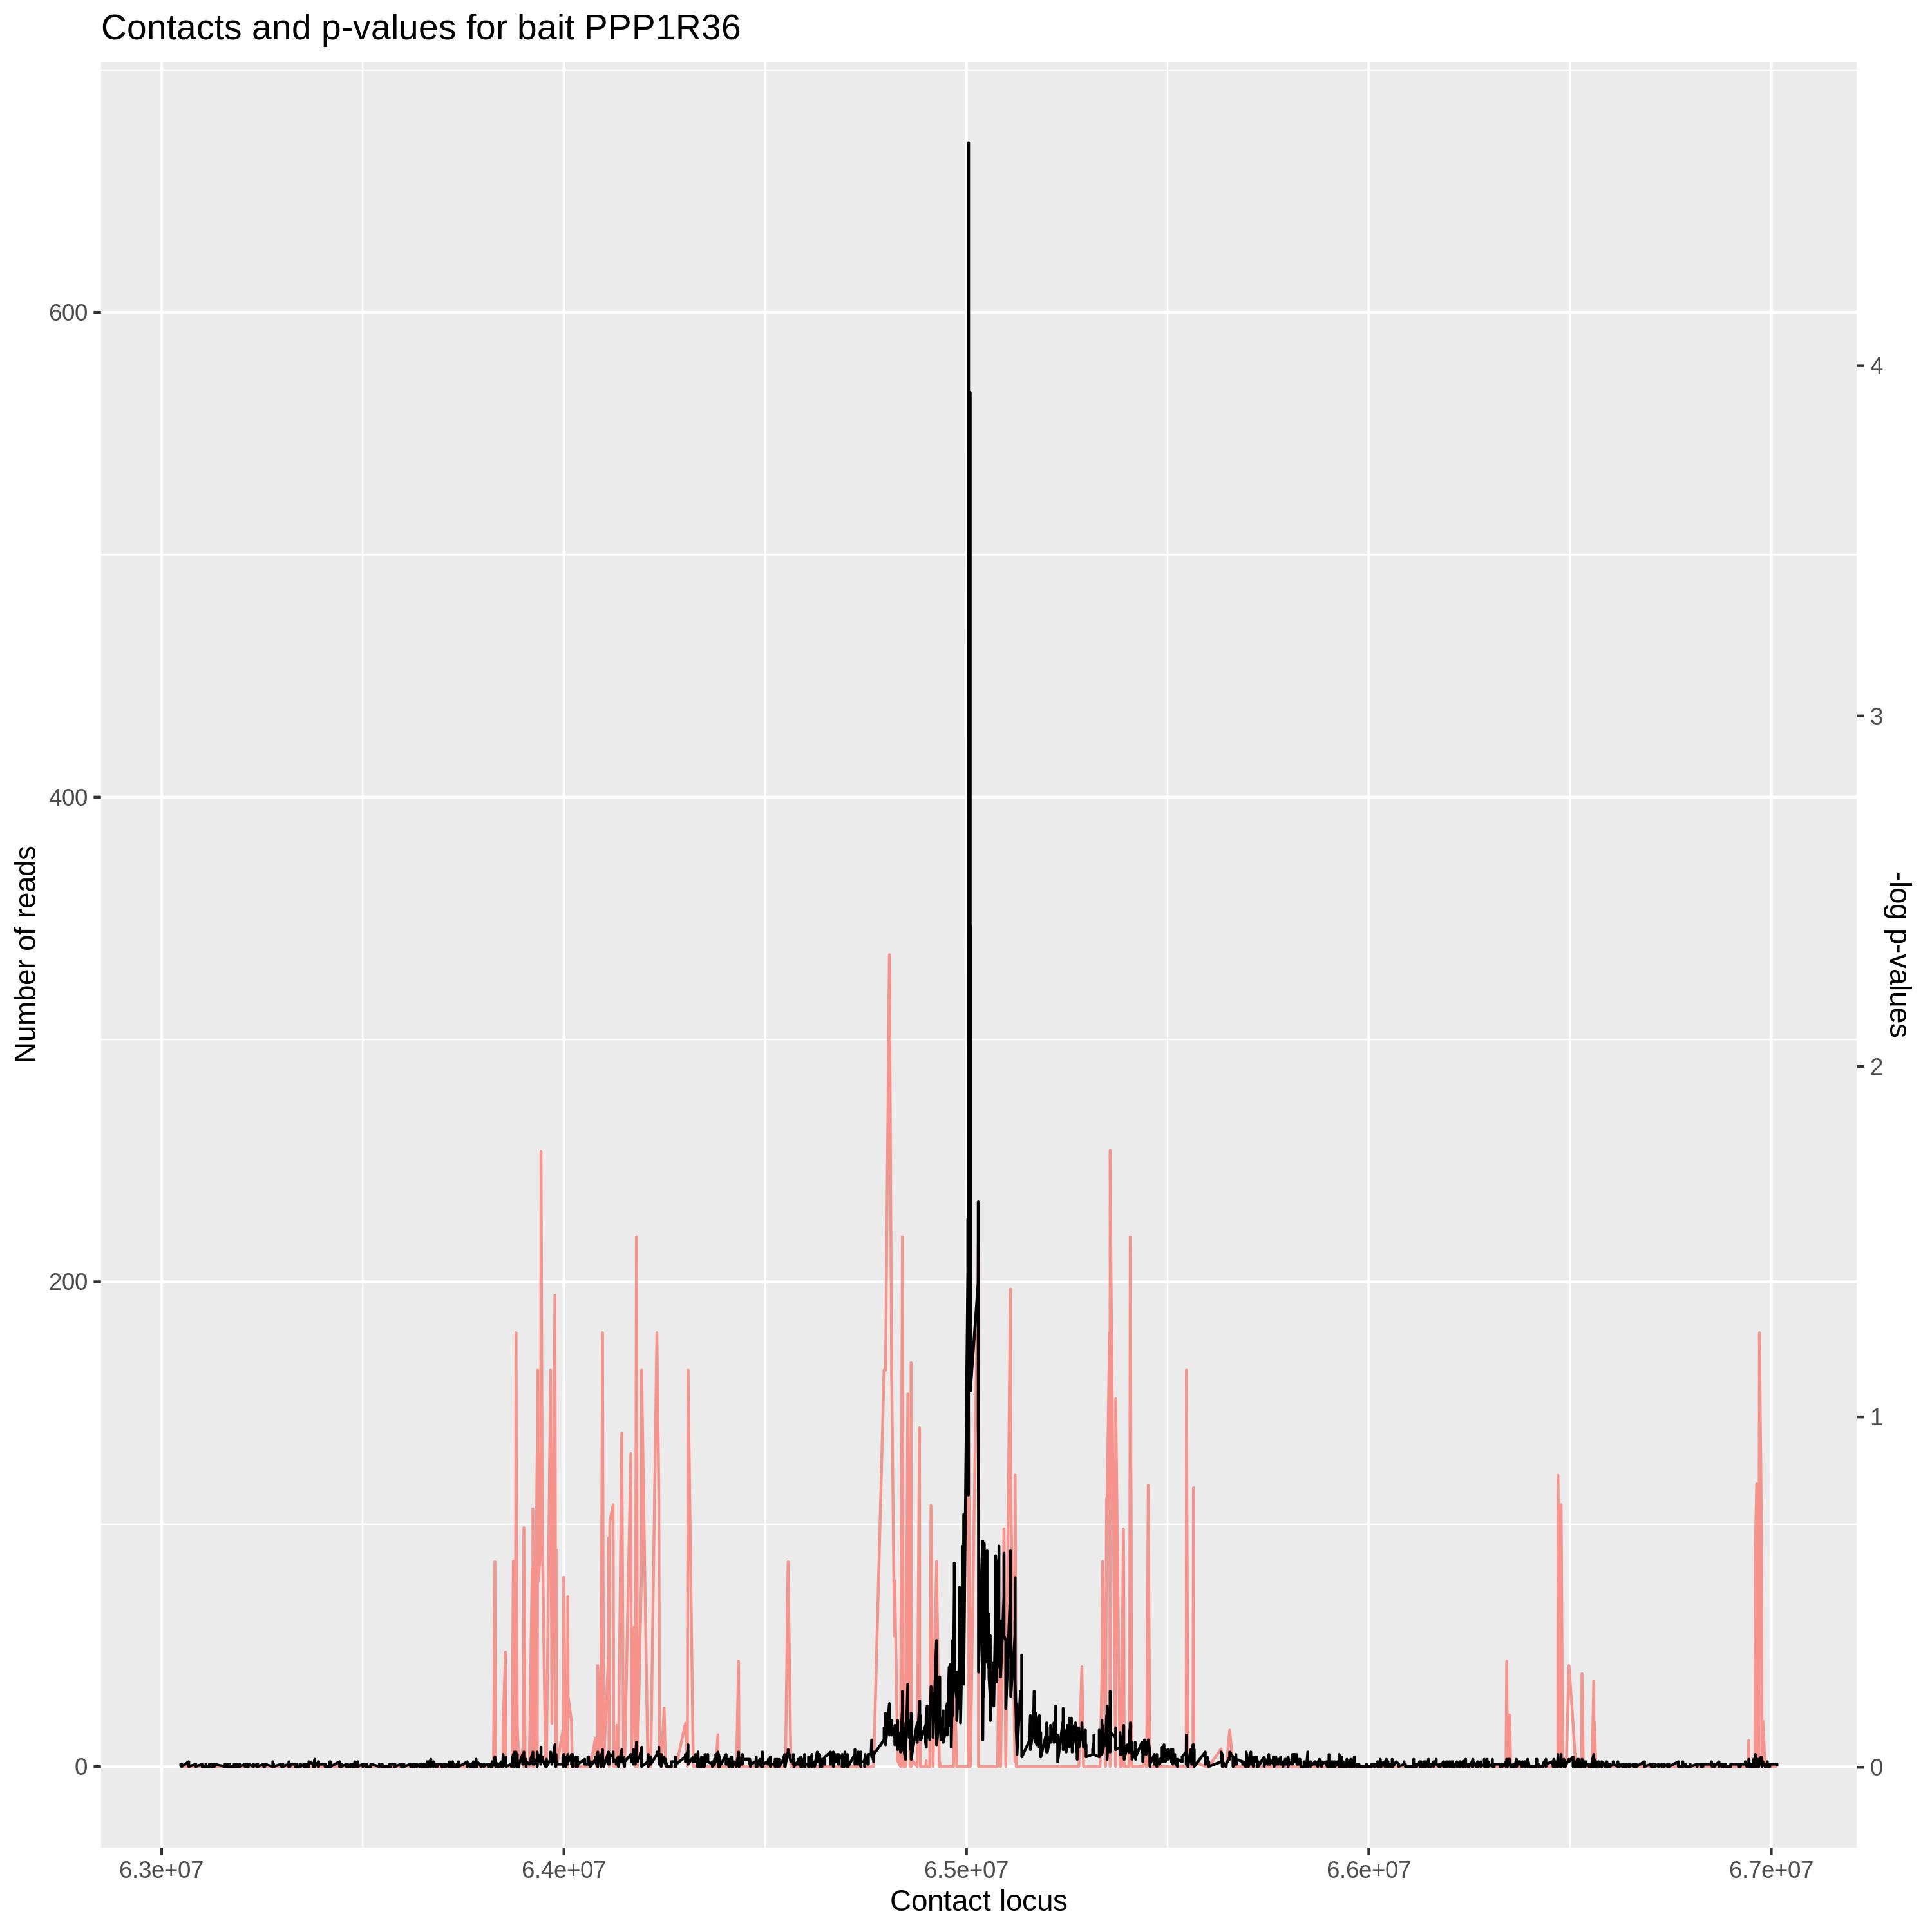 Contacts and p-values for bait PPP1R36
600
400
200
0
Number of reads
4
3
2
1
0
-log p-values
6.3e+07
6.4e+07
6.5e+07
6.6e+07
6.7e+07
Contact locus